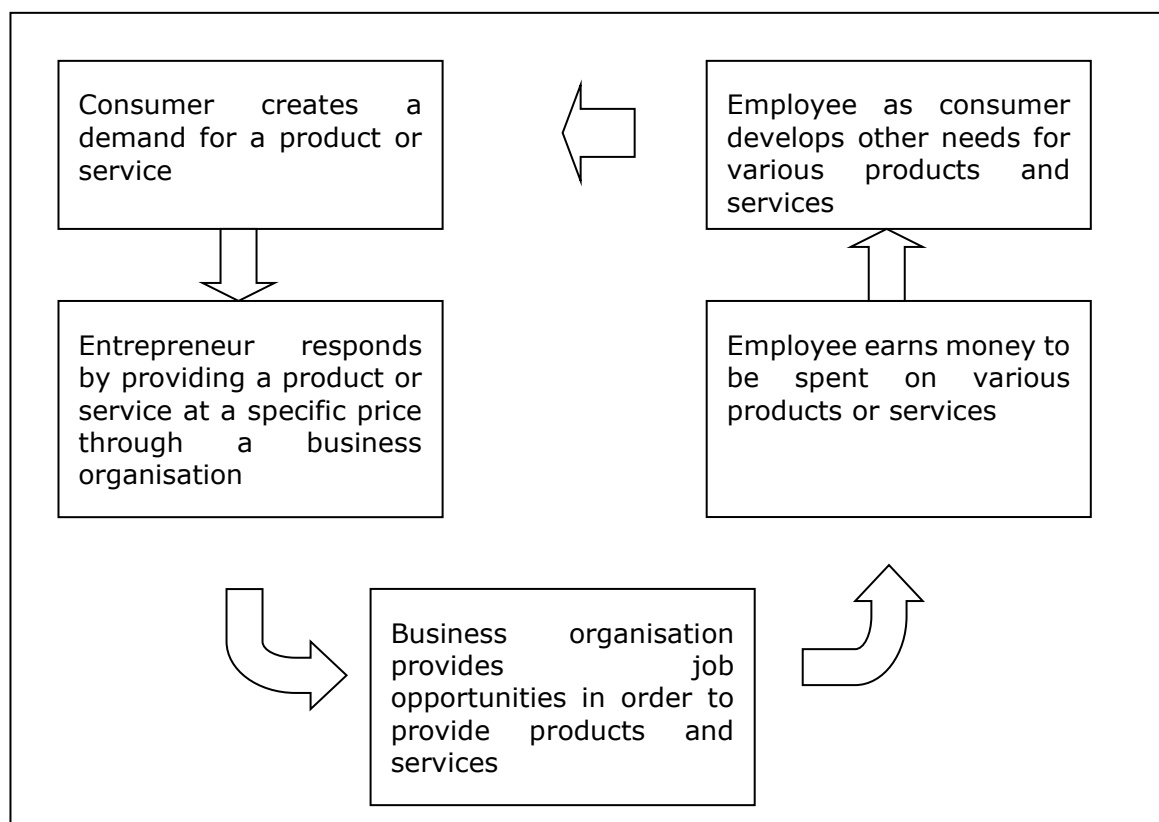 Consumer creates a
demand for a product or
service
Entrepreneur responds
by providing a product or
service at a specific price
through a business
organisation
Business organisation
provides job
opportunities in order to
provide products and
services
Employee earns money to
be spent on various
products or services
Employee as consumer
develops other needs for
various products and
services